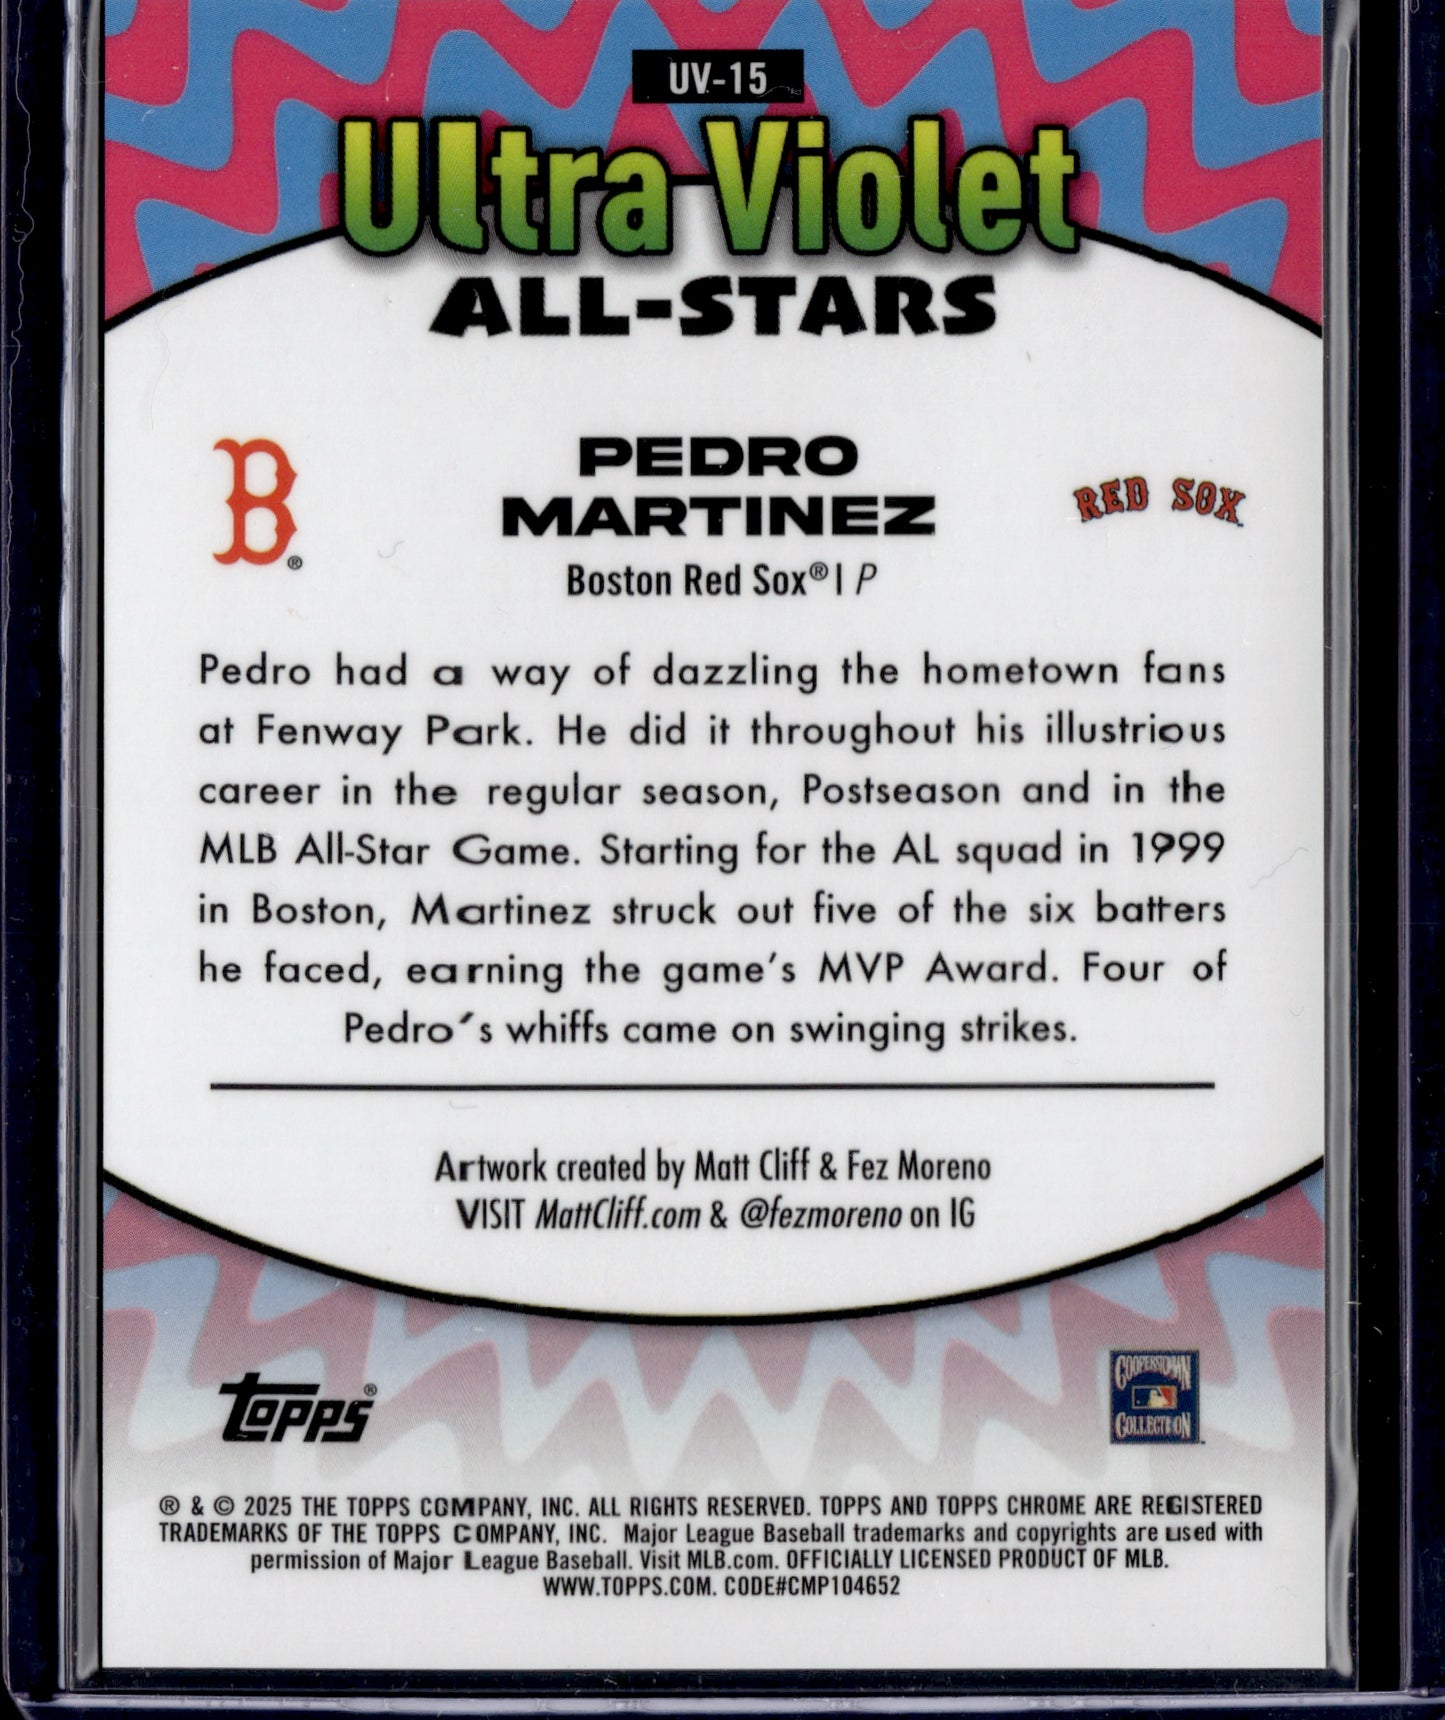 UV-15
Ultra Violet
ALL-STARS
B®
PEDRO
MARTINEZ
RED SOX
Boston Red Sox® | P
Pedro had a way of dazzling the hometown fans
at Fenway Park. He did it throughout his illustrious
career in the regular season, Postseason and in the
MLB All-Star Game. Starting for the AL squad in 1999
in Boston, Martinez struck out five of the six batters
he faced, earning the game's MVP Award. Four of
Pedro's whiffs came on swinging strikes.
Artwork created by Matt Cliff & Fez Moreno
VISIT MattCliff.com & @fezmoreno on IG
Topps®
COOPERSTOWN
COLLECTION
® & © 2025 THE TOPPS COMPANY, INC. ALL RIGHTS RESERVED. TOPPS AND TOPPS CHROME ARE REGISTERED
TRADEMARKS OF THE TOPPS COMPANY, INC. Major League Baseball trademarks and copyrights are used with
permission of Major League Baseball. Visit MLB.com. OFFICIALLY LICENSED PRODUCT OF MLB.
WWW.TOPPS.COM. CODE#CMP104652